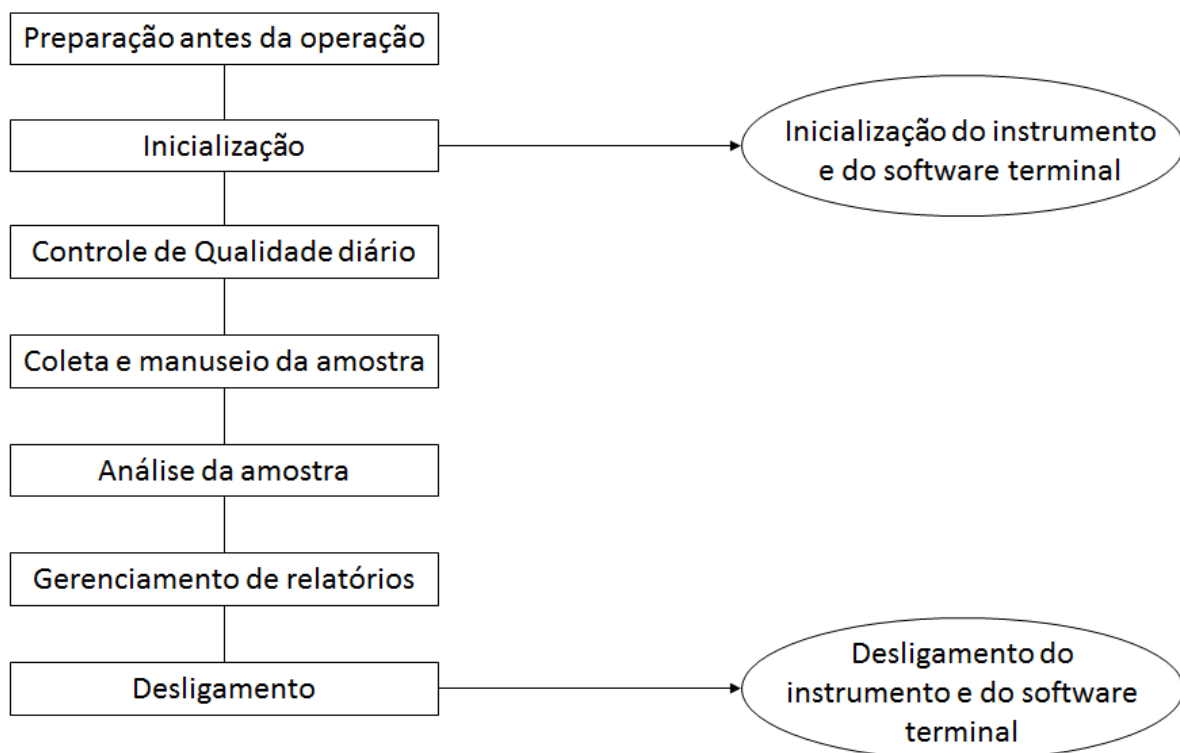 Preparação antes da operação
Inicialização
Inicialização do instrumento
e do software terminal
Controle de Qualidade diário
Coleta e manuseio da amostra
Análise da amostra
Gerenciamento de relatórios
Desligamento
Desligamento do
instrumento e do software
terminal